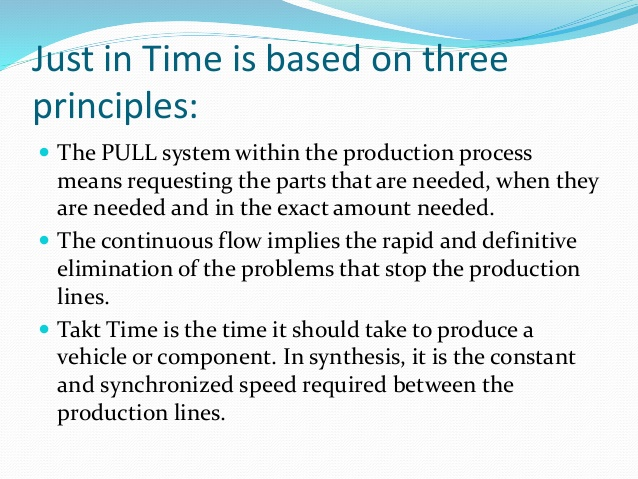 Just in Time is based on three
principles:
• The PULL system within the production process
means requesting the parts that are needed, when they
are needed and in the exact amount needed.
• The continuous flow implies the rapid and definitive
elimination of the problems that stop the production
lines.
• Takt Time is the time it should take to produce a
vehicle or component. In synthesis, it is the constant
and synchronized speed required between the
production lines.